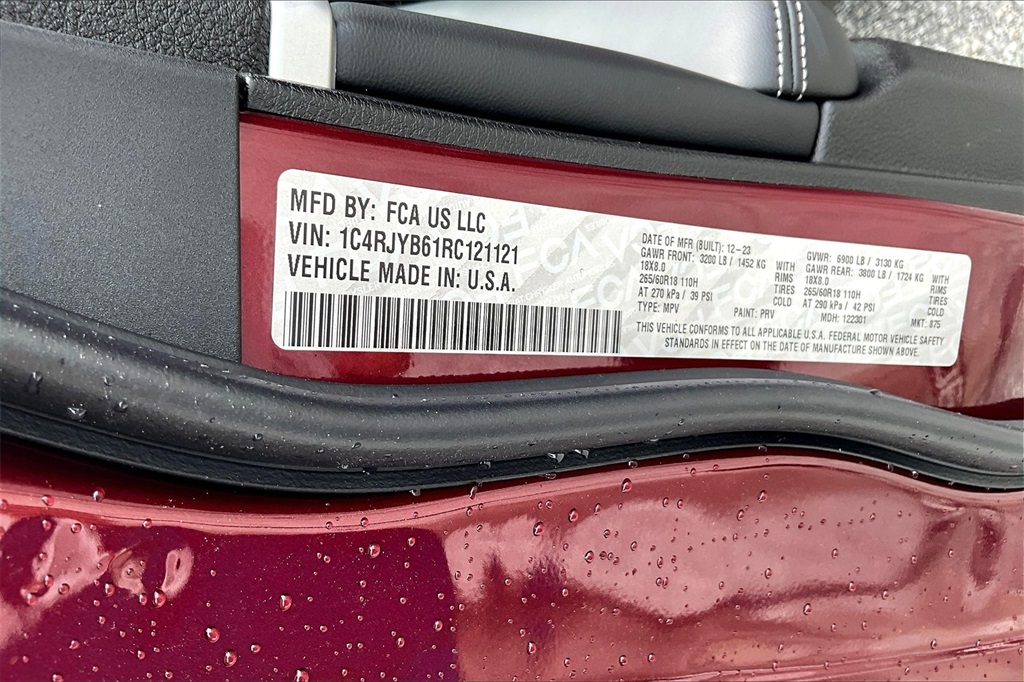 MFD BY: FCA US LLC
VIN: 1C4RJYB61RC121121
VEHICLE MADE IN: U.S.A.
DATE OF MFR (BUILT): 12-23
GAWR FRONT: 3200 LB / 1452 KG WITH
18X8.0 RIMS
265/60R18 110H TIRES
AT 270 kPa / 39 PSI COLD
TYPE: MPV PAINT: PRV
GVWR: 6900 LB / 3130 KG
GAWR REAR: 3800 LB / 1724 KG WITH
18X8.0 RIMS
265/60R18 110H TIRES
AT 290 kPa / 42 PSI COLD
MDH: 122301 MKT: 875
THIS VEHICLE CONFORMS TO ALL APPLICABLE U.S.A. FEDERAL MOTOR VEHICLE SAFETY
STANDARDS IN EFFECT ON THE DATE OF MANUFACTURE SHOWN ABOVE.